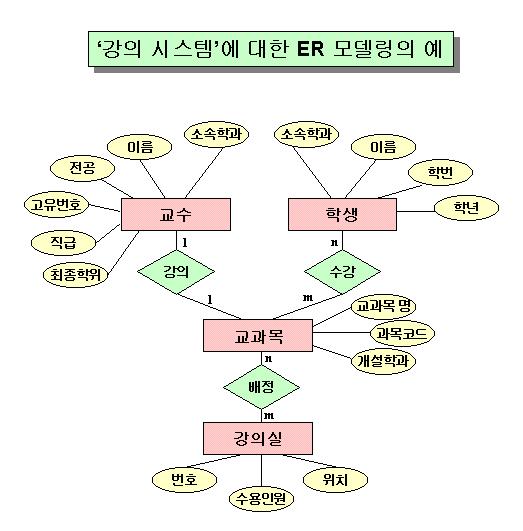 ‘강의 시스템’에 대한 ER 모델링의 예
소속학과
이름
전공
고유번호
직급
최종학위
교수
소속학과
이름
학번
학년
학생
1
강의
1
n
수강
m
교과목
교과목 명
과목코드
개설학과
n
배정
m
강의실
번호
수용인원
위치